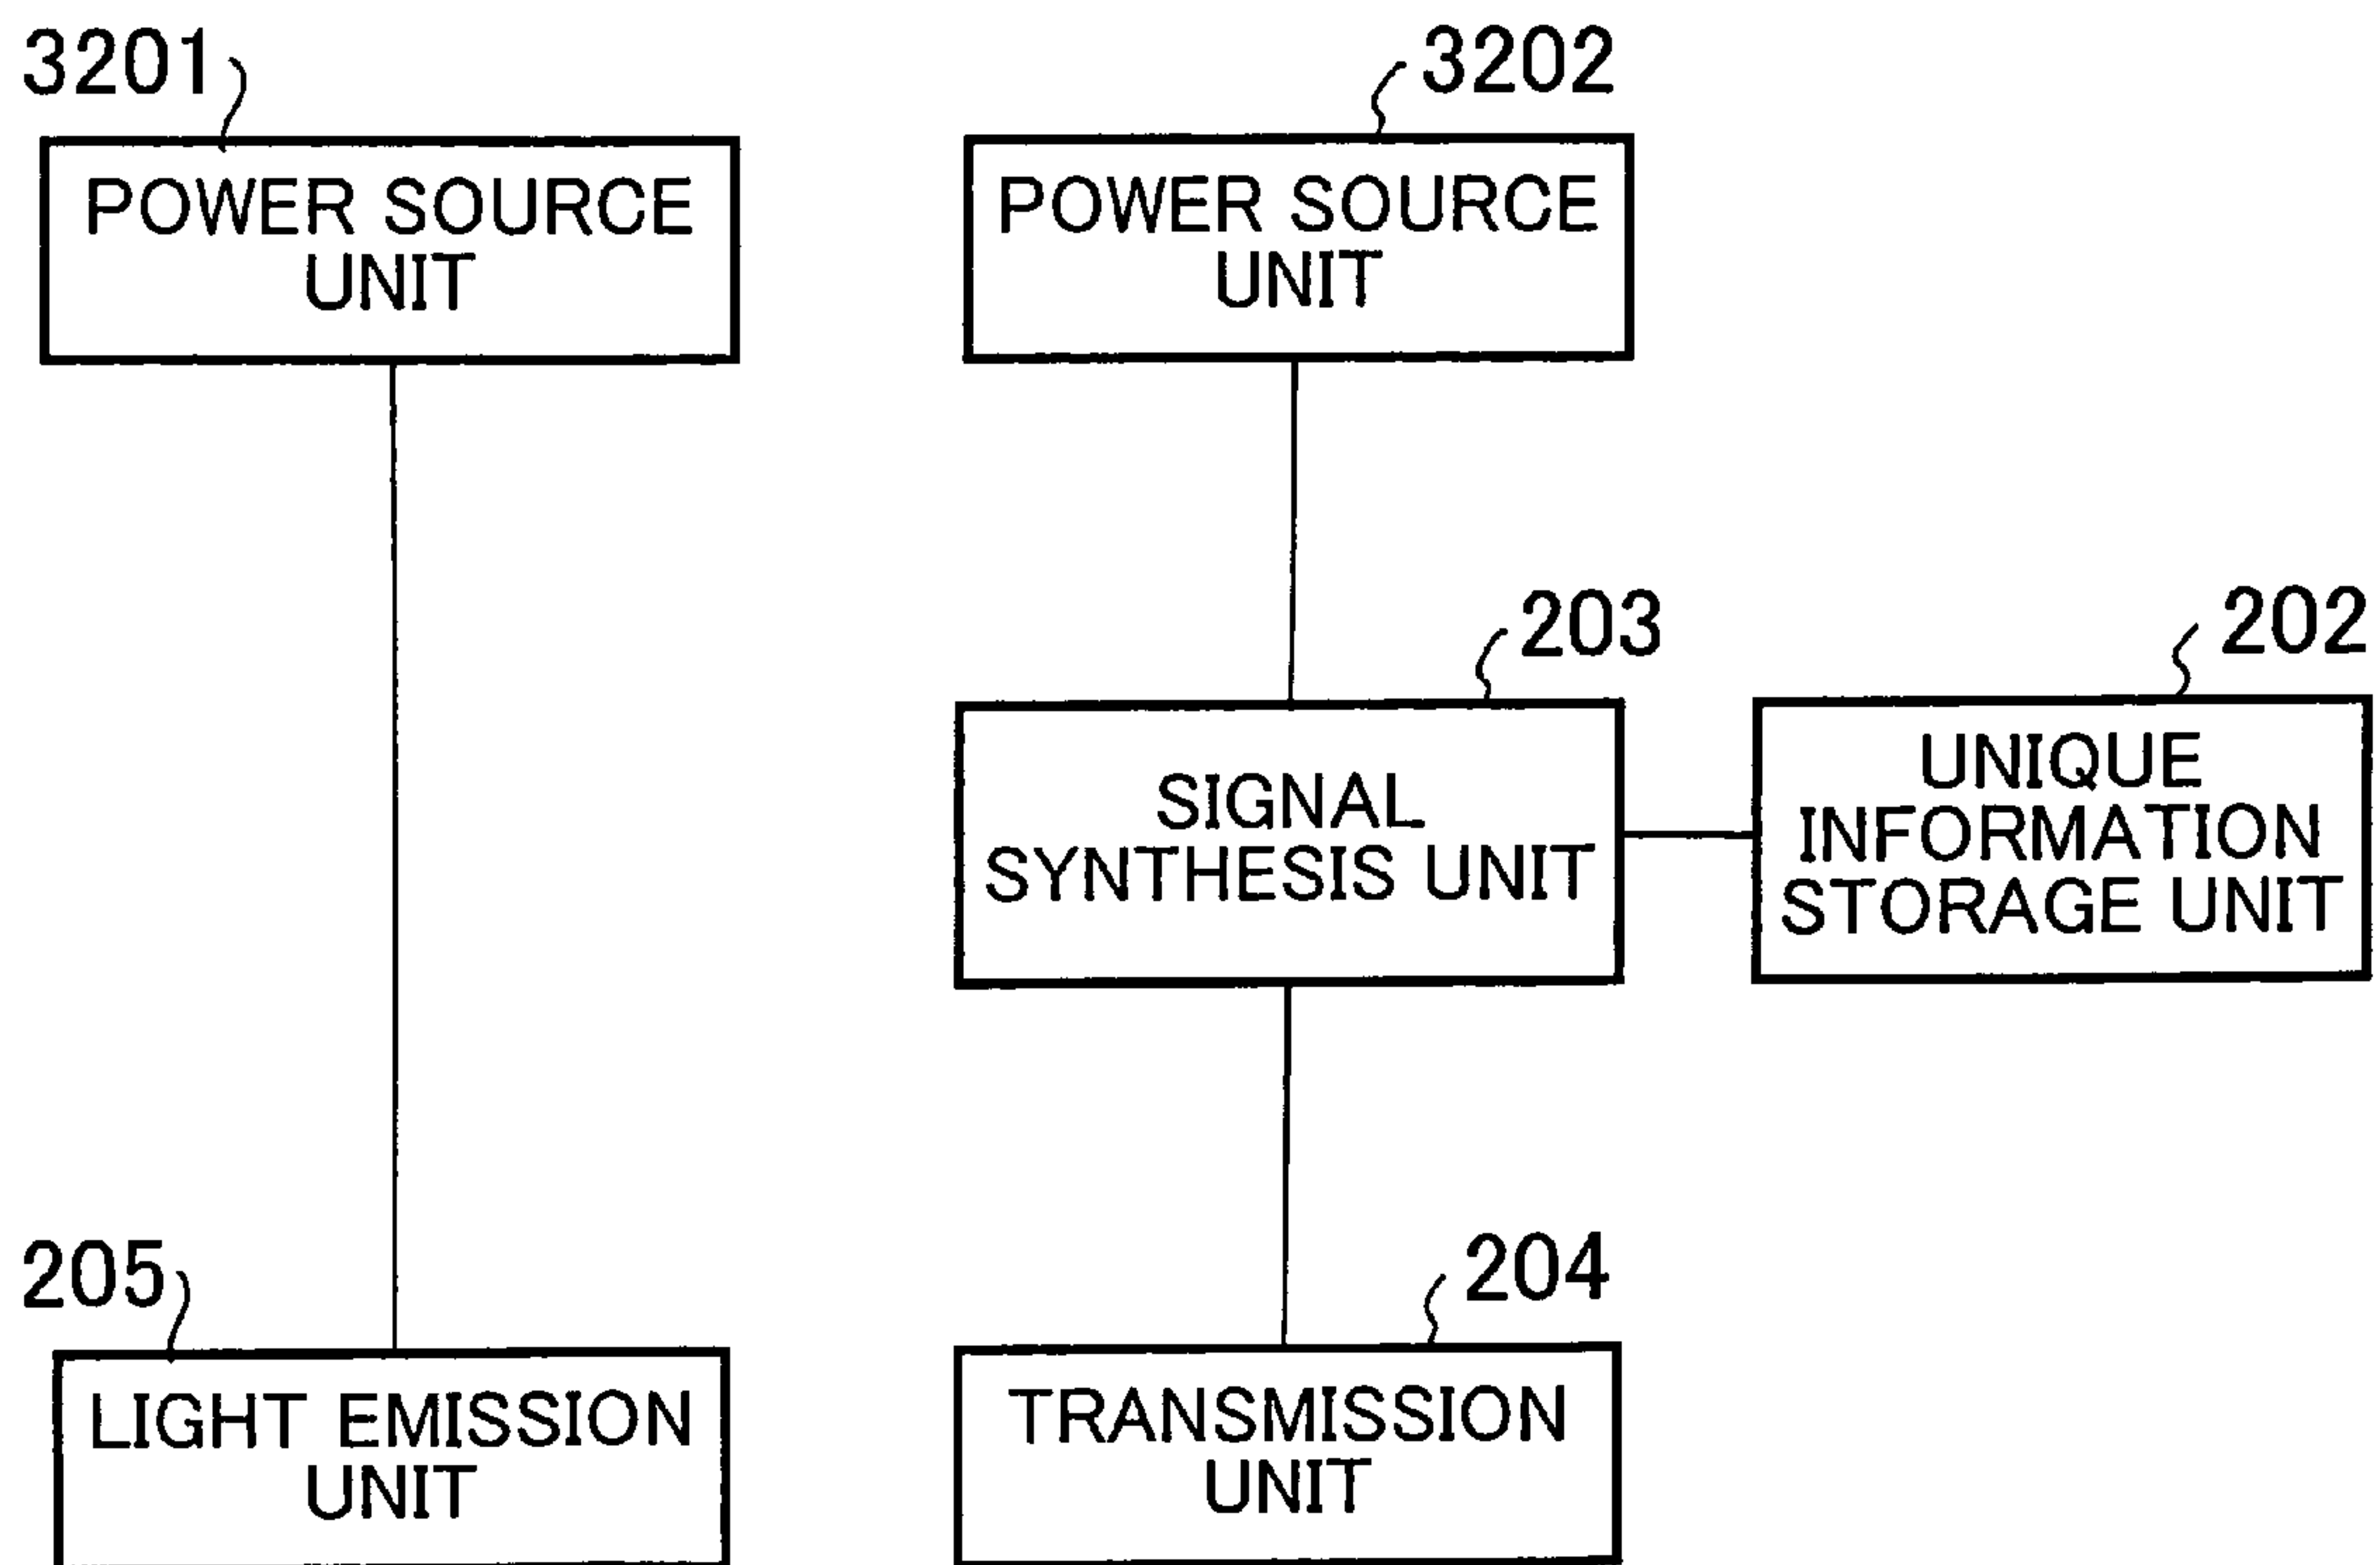 3201
3202
POWER SOURCE
UNIT
POWER SOURCE
UNIT
203
202
SIGNAL
SYNTHESIS UNIT
UNIQUE
INFORMATION
STORAGE UNIT
205
204
LIGHT EMISSION
UNIT
TRANSMISSION
UNIT